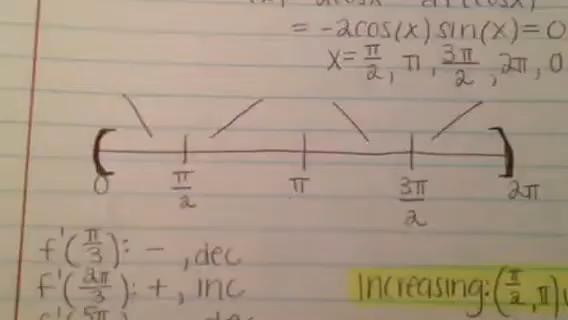 = -2cos(x) sin(x) = 0
x = π/2, π, 3π/2, 2π, 0
0 π/2 π 3π/2 2π
f'(π/3): - , dec
f'(2π/3): +, inc
increasing: (π/2, π)